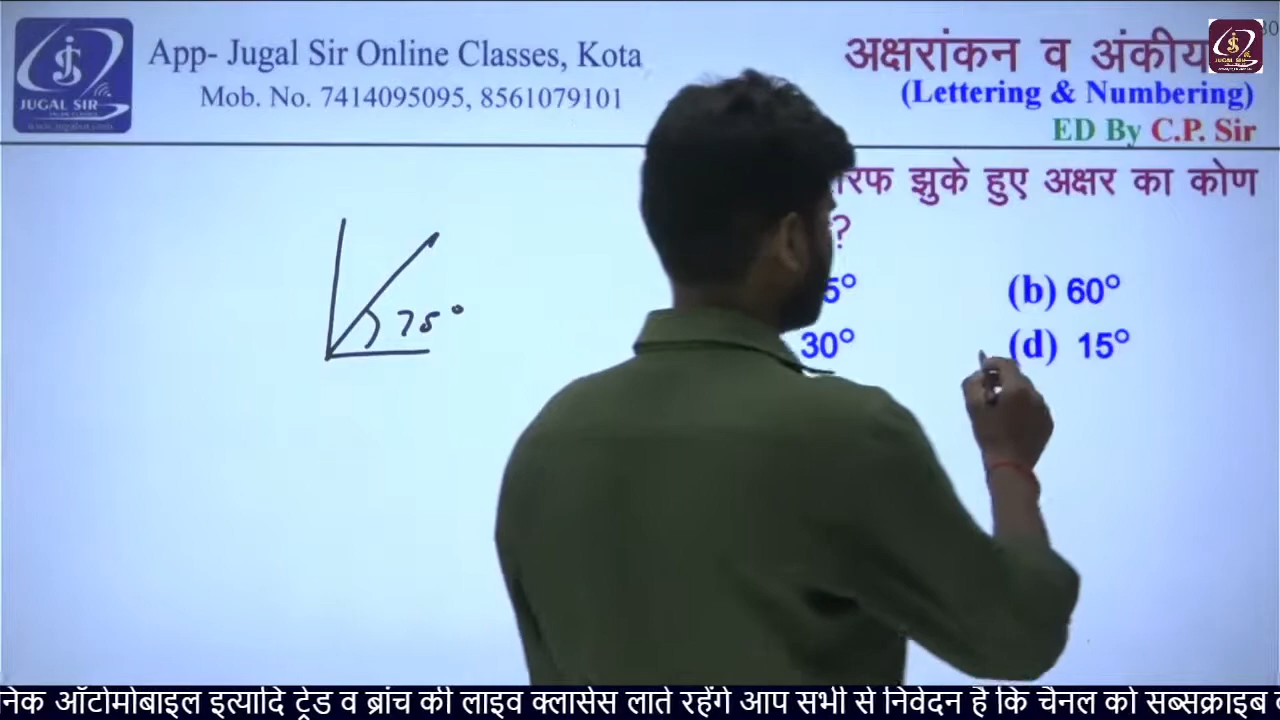 JUGAL SIR
App- Jugal Sir Online Classes, Kota
Mob. No. 7414095095, 8561079101
अक्षरांकन व
(Lettering & Numbering)
ED By C.P. Sir
झुके हुए अक्षर का कोण
?
5°
(b) 60°
30°
(d) 15°
75°
ऑटोमोबाइल इत्यादि ट्रेड व ब्रांच की लाइव क्लासेस लाते रहेंगे आप सभी से निवेदन है कि चैनल को सब्सक्राइब